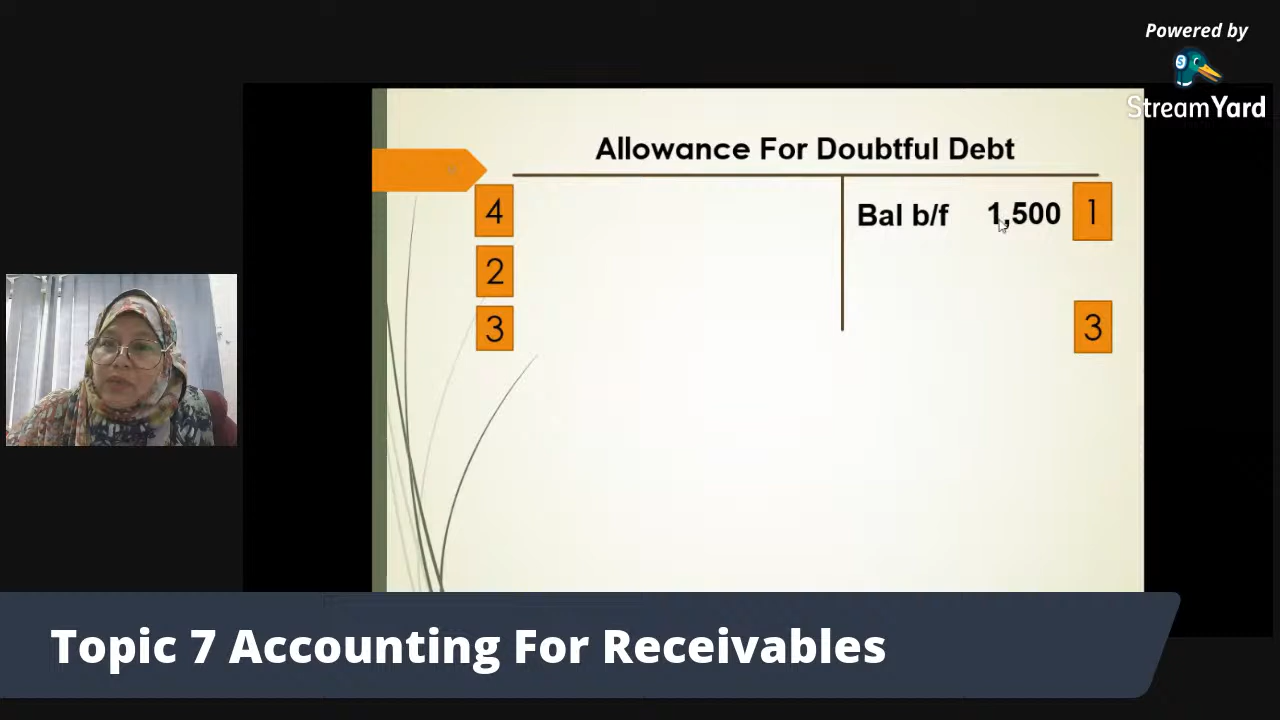 Powered by
StreamYard
Allowance For Doubtful Debt
4
Bal b/f 1,500 1
2
3 3
Topic 7 Accounting For Receivables